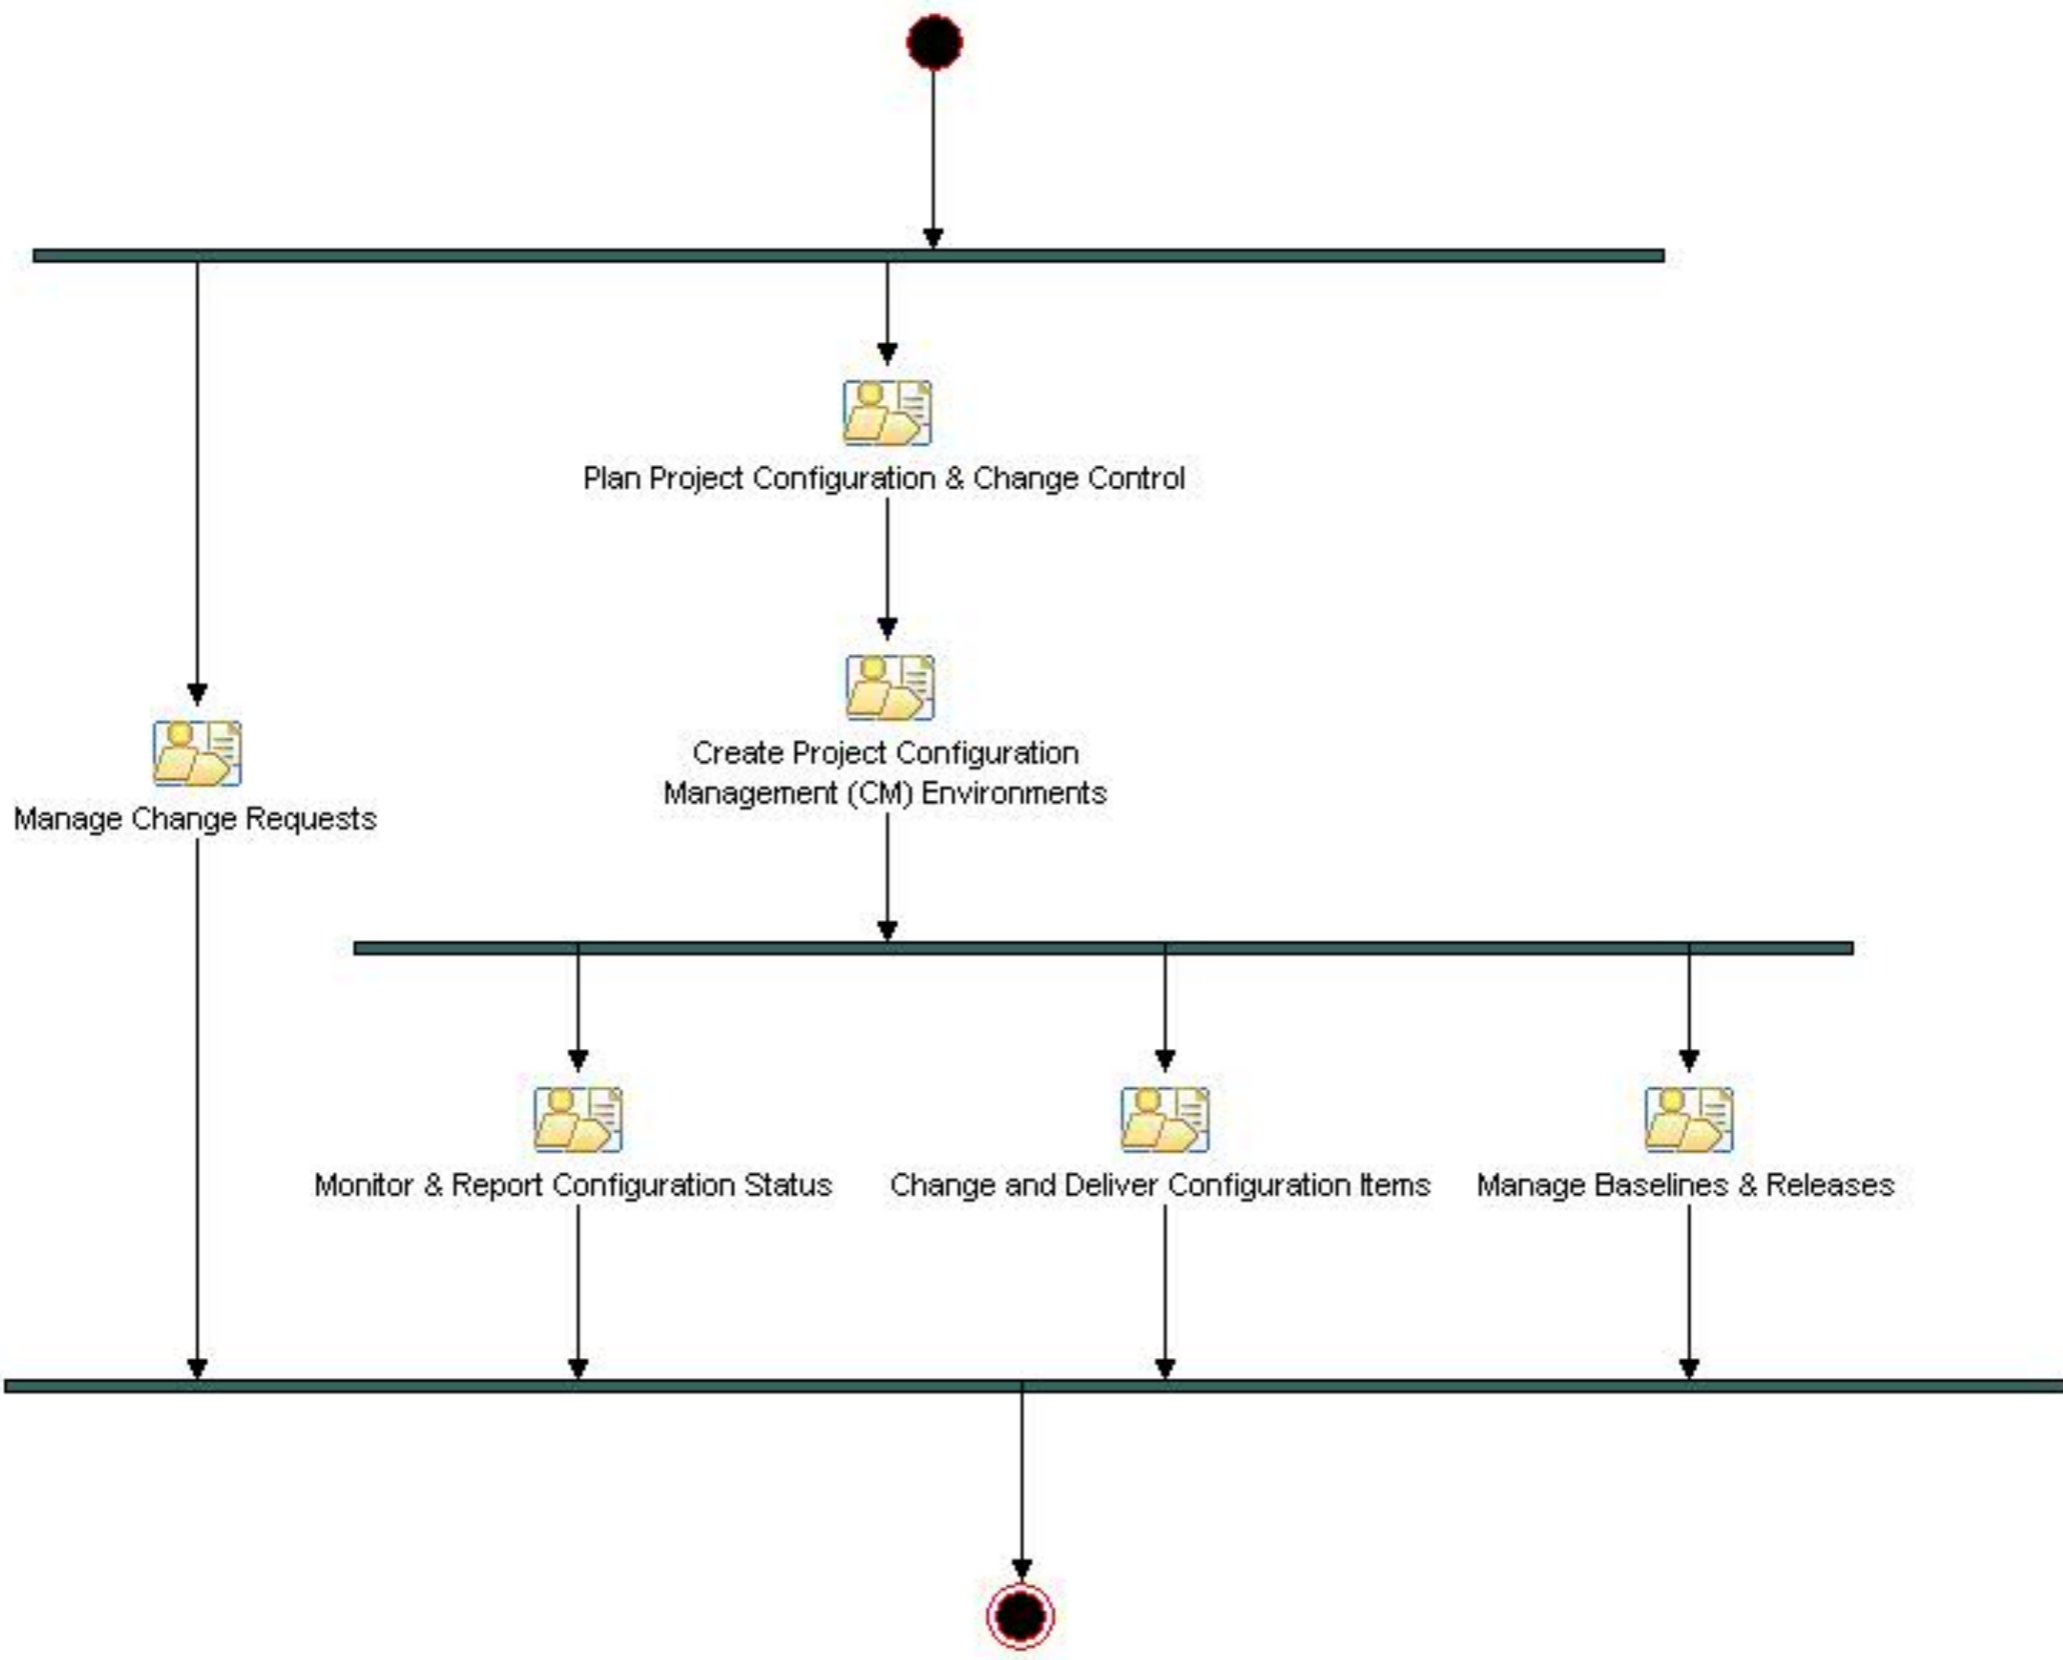 Plan Project Configuration & Change Control
Create Project Configuration
Management (CM) Environments
Manage Change Requests
Monitor & Report Configuration Status
Change and Deliver Configuration Items
Manage Baselines & Releases